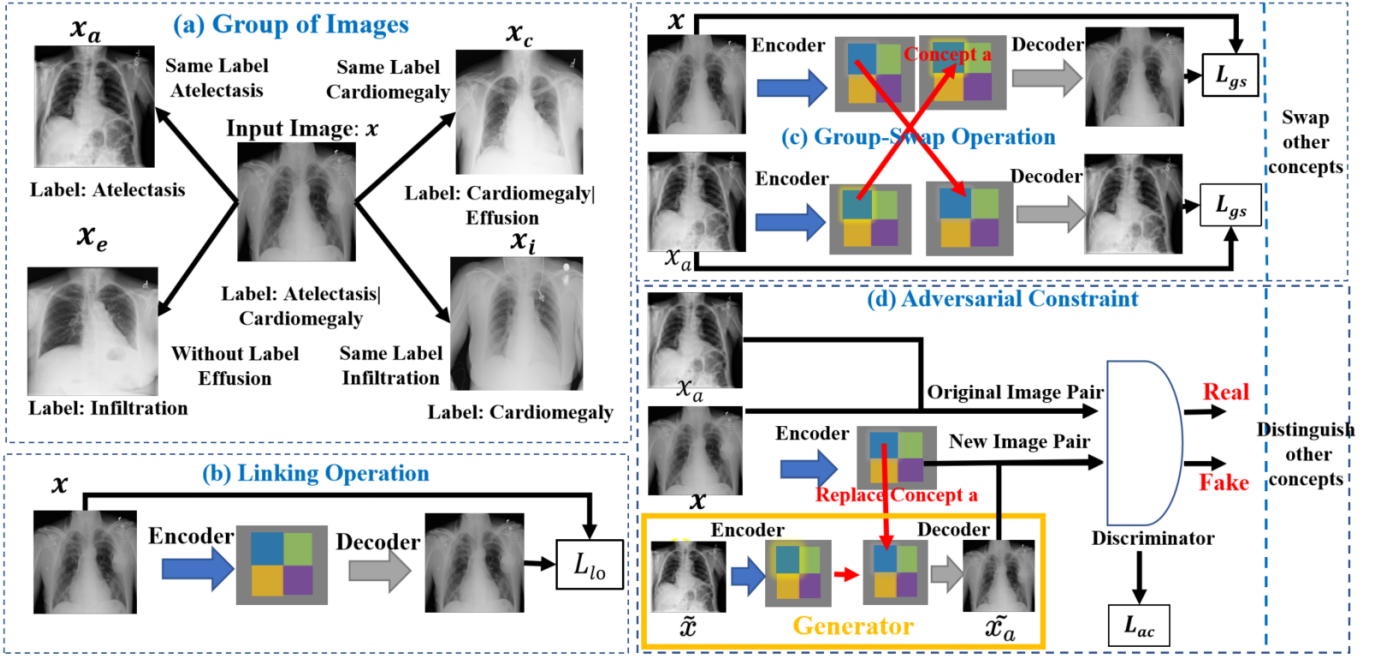 (a) Group of Images
x_a
Same Label
Atelectasis
Same Label
Cardiomegaly
x_c
Input Image: x
Label: Atelectasis
Label: Cardiomegaly|
Effusion
x_e
x_i
Label: Atelectasis|
Cardiomegaly
Without Label
Effusion
Same Label
Infiltration
Label: Infiltration
Label: Cardiomegaly
(b) Linking Operation
x
Encoder
Decoder
L_lo
x
Encoder
Concept a
Decoder
L_gs
(c) Group-Swap Operation
Encoder
Decoder
L_gs
x_a
Swap
other
concepts
(d) Adversarial Constraint
x_a
Original Image Pair
Real
Encoder
New Image Pair
Fake
x
Replace Concept a
Encoder
Decoder
Discriminator
x̃
Generator
x̃_a
L_ac
Distinguish
other
concepts